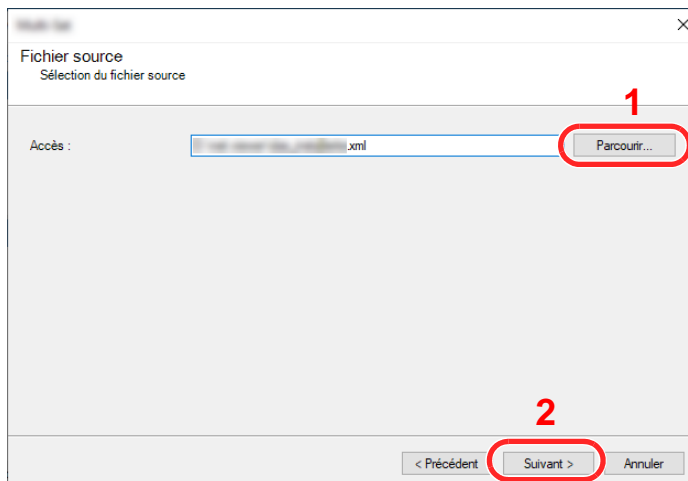 Fichier source
Sélection du fichier source
1
Accès :
.xml
Parcourir...
2
< Précédent
Suivant >
Annuler